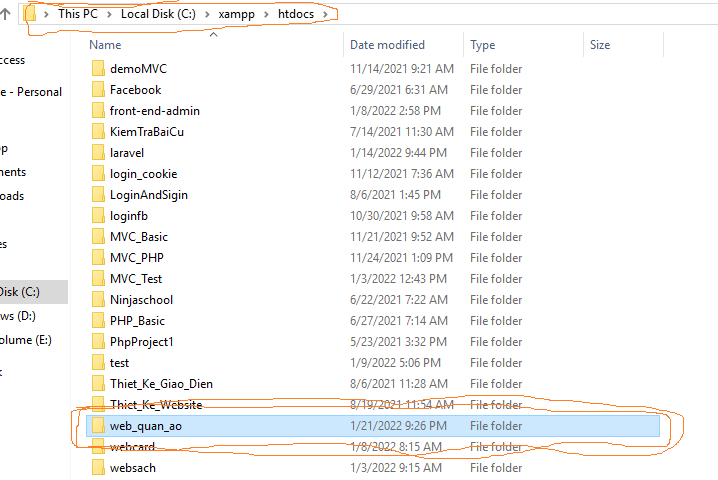 This PC > Local Disk (C:) > xampp > htdocs >
Name Date modified Type Size
demoMVC 11/14/2021 9:21 AM File folder
Facebook 6/29/2021 6:31 AM File folder
front-end-admin 1/8/2022 2:58 PM File folder
KiemTraBaiCu 7/14/2021 11:30 AM File folder
laravel 1/14/2022 9:44 PM File folder
login_cookie 11/12/2021 7:36 AM File folder
LoginAndSigin 8/6/2021 1:45 PM File folder
loginfb 10/30/2021 9:58 AM File folder
MVC_Basic 11/21/2021 9:52 AM File folder
MVC_PHP 11/24/2021 1:09 PM File folder
MVC_Test 1/3/2022 12:43 PM File folder
Ninjaschool 6/22/2021 7:22 AM File folder
PHP_Basic 6/27/2021 7:14 AM File folder
PhpProject1 5/23/2021 3:32 PM File folder
test 1/9/2022 5:06 PM File folder
Thiet_Ke_Giao_Dien 8/6/2021 11:28 AM File folder
Thiet_Ke_Website 8/19/2021 11:54 AM File folder
web_quan_ao 1/21/2022 9:26 PM File folder
webcard 1/8/2022 8:15 AM File folder
websach 1/3/2022 9:15 AM File folder
ccess
e - Personal
op
ments
oads
es
Disk (C:)
ws (D:)
olume (E:)